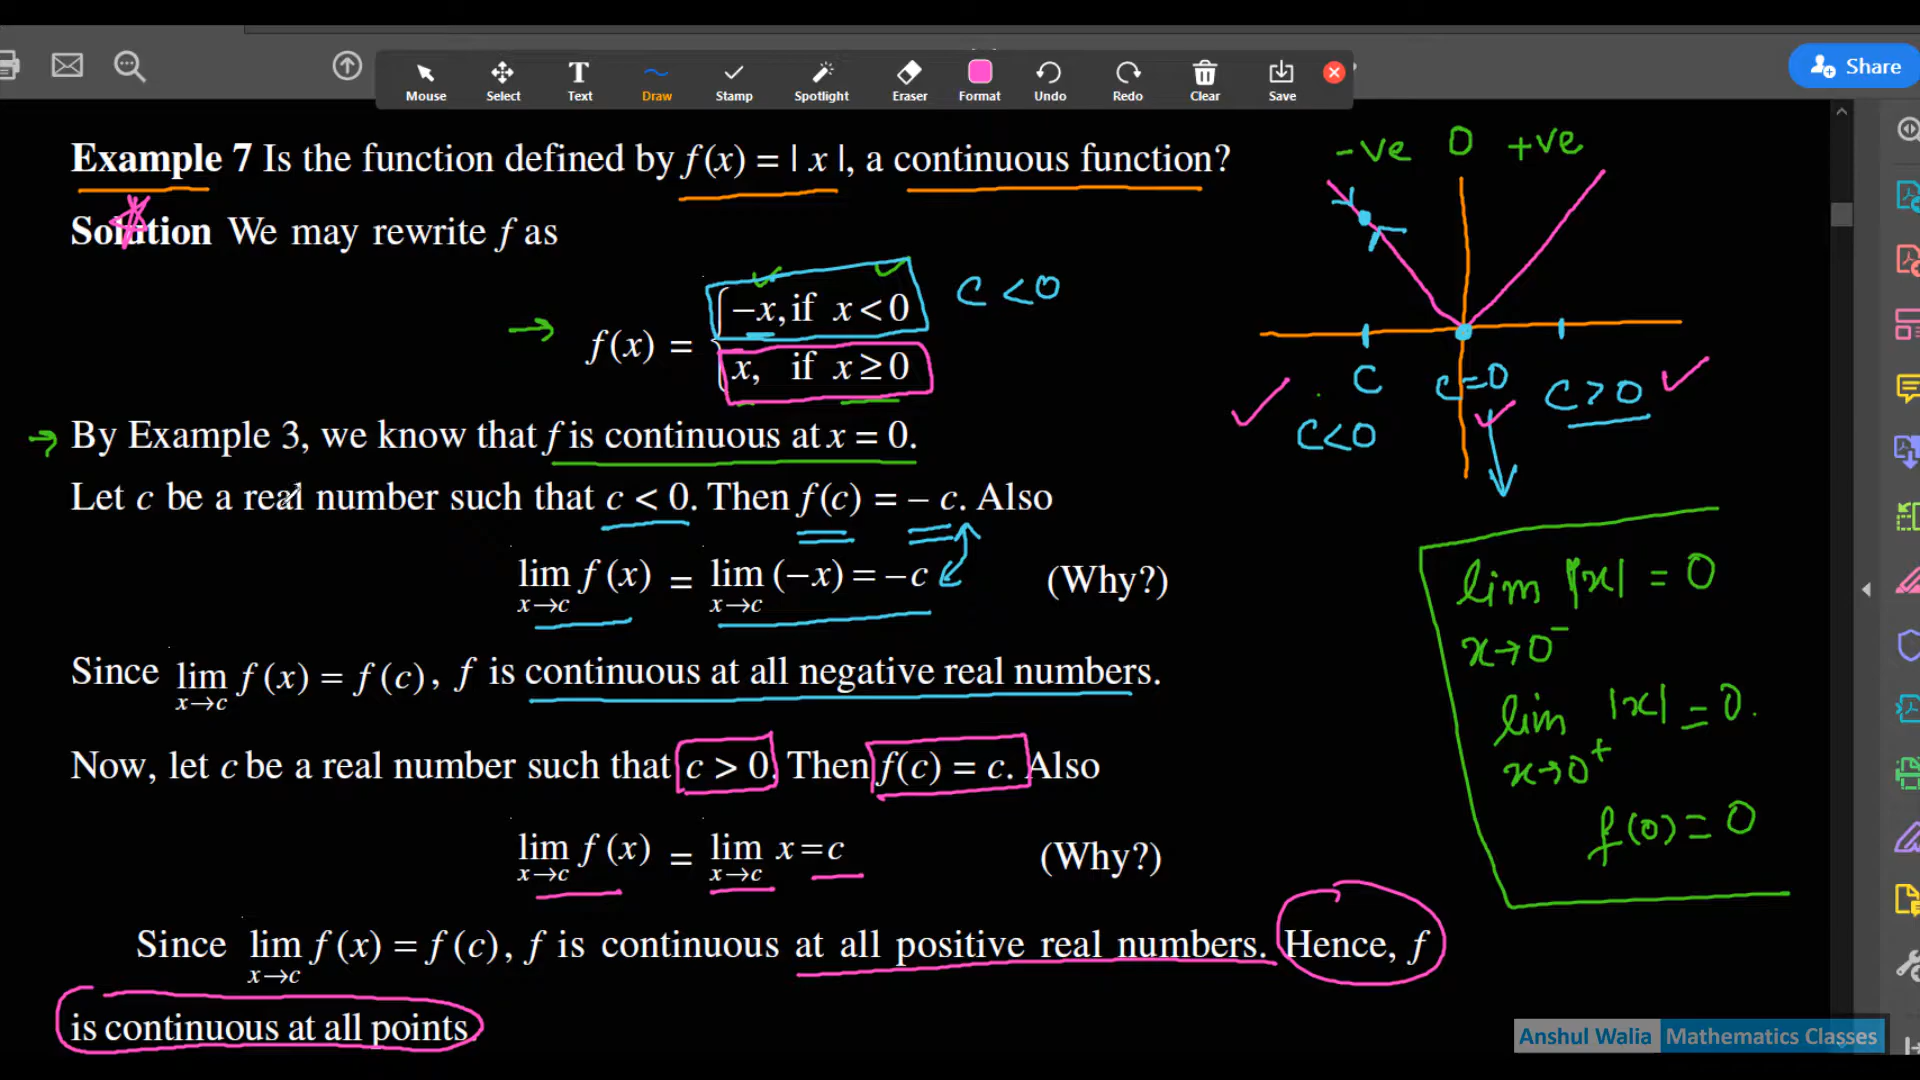 Share
Mouse Select Text Draw Stamp Spotlight Eraser Format Undo Redo Clear Save
Example 7 Is the function defined by f(x) = | x |, a continuous function?
Solution We may rewrite f as
f(x) = { −x, if x < 0
x, if x ≥ 0
C < 0
By Example 3, we know that f is continuous at x = 0.
Let c be a real number such that c < 0. Then f(c) = – c. Also
lim x→c f(x) = lim x→c (−x) = −c (Why?)
Since lim x→c f(x) = f(c), f is continuous at all negative real numbers.
Now, let c be a real number such that c > 0. Then f(c) = c. Also
lim x→c f(x) = lim x→c x = c (Why?)
Since lim x→c f(x) = f(c), f is continuous at all positive real numbers. Hence, f
is continuous at all points.
-ve 0 +ve
C C=0 C>0
C<0
lim |x| = 0
x→0⁻
lim |x| = 0.
x→0⁺
f(0) = 0
Anshul Walia Mathematics Classes